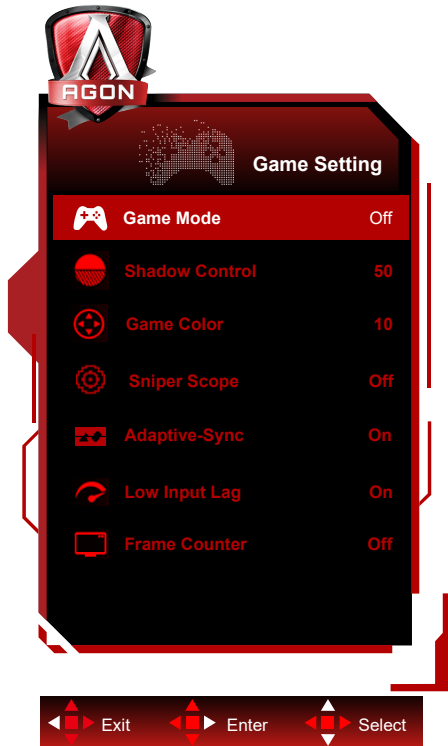 AGON
Game Setting
Game Mode Off
Shadow Control 50
Game Color 10
Sniper Scope Off
Adaptive-Sync On
Low Input Lag On
Frame Counter Off
Exit Enter Select